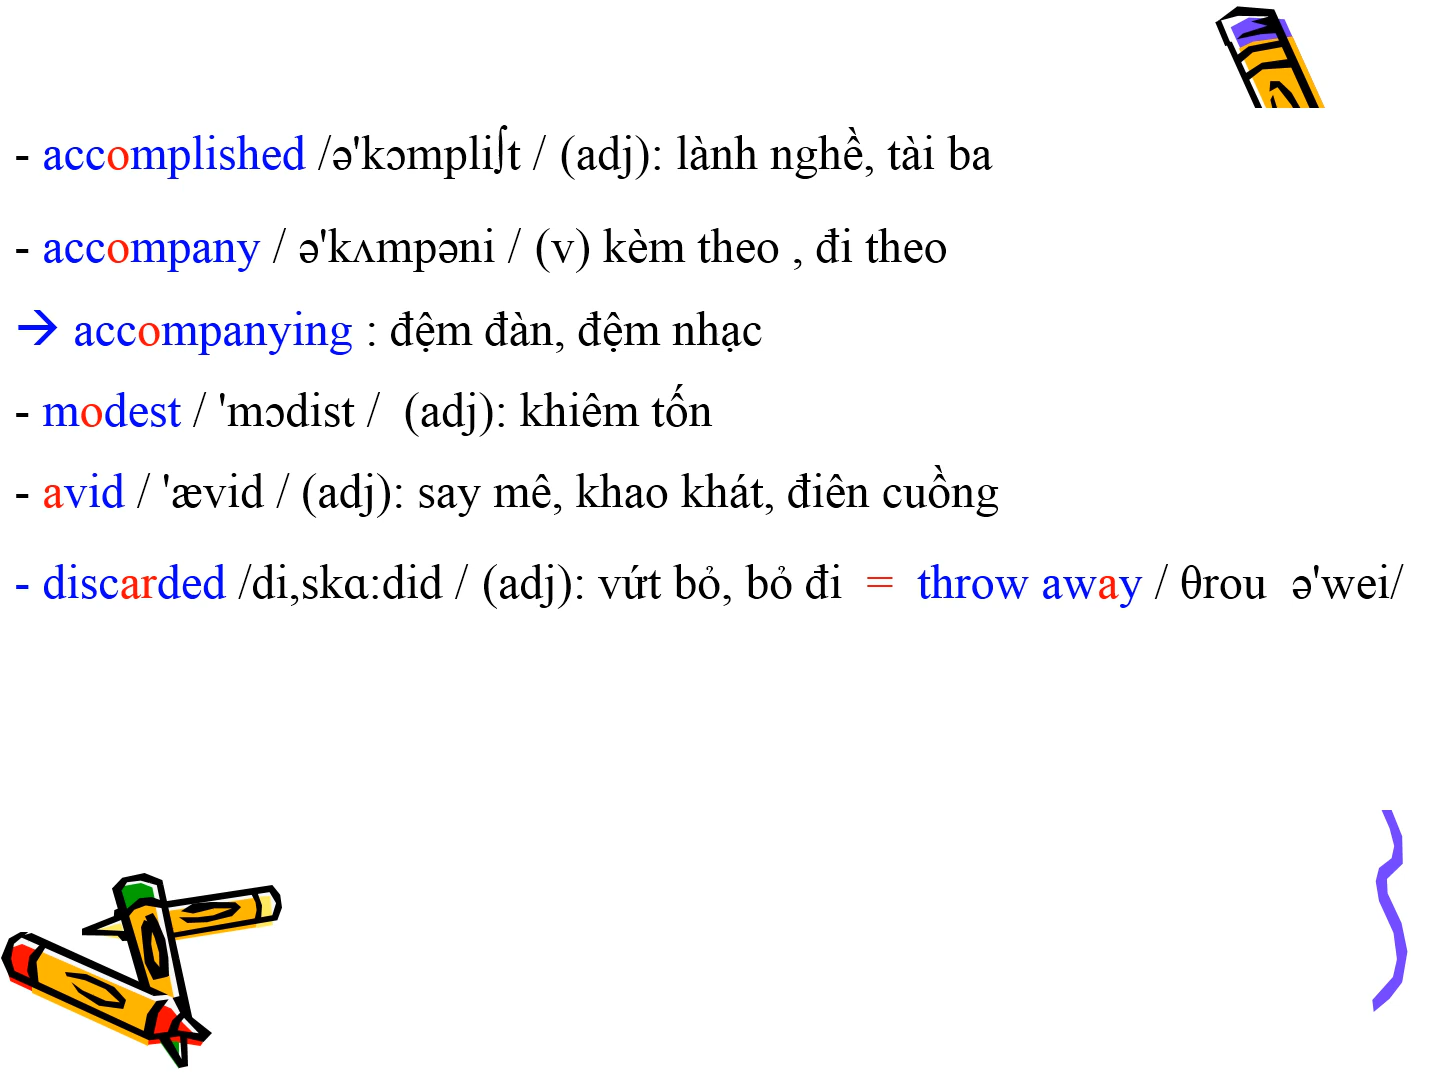 - accomplished /ə'kɔmpliʃt / (adj): lành nghề, tài ba
- accompany / ə'kʌmpəni / (v) kèm theo , đi theo
→ accompanying : đệm đàn, đệm nhạc
- modest / 'mɔdist /  (adj): khiêm tốn
- avid / 'ævid / (adj): say mê, khao khát, điên cuồng
- discarded /di,skɑ:did / (adj): vứt bỏ, bỏ đi  =  throw away / θrou  ə'wei/